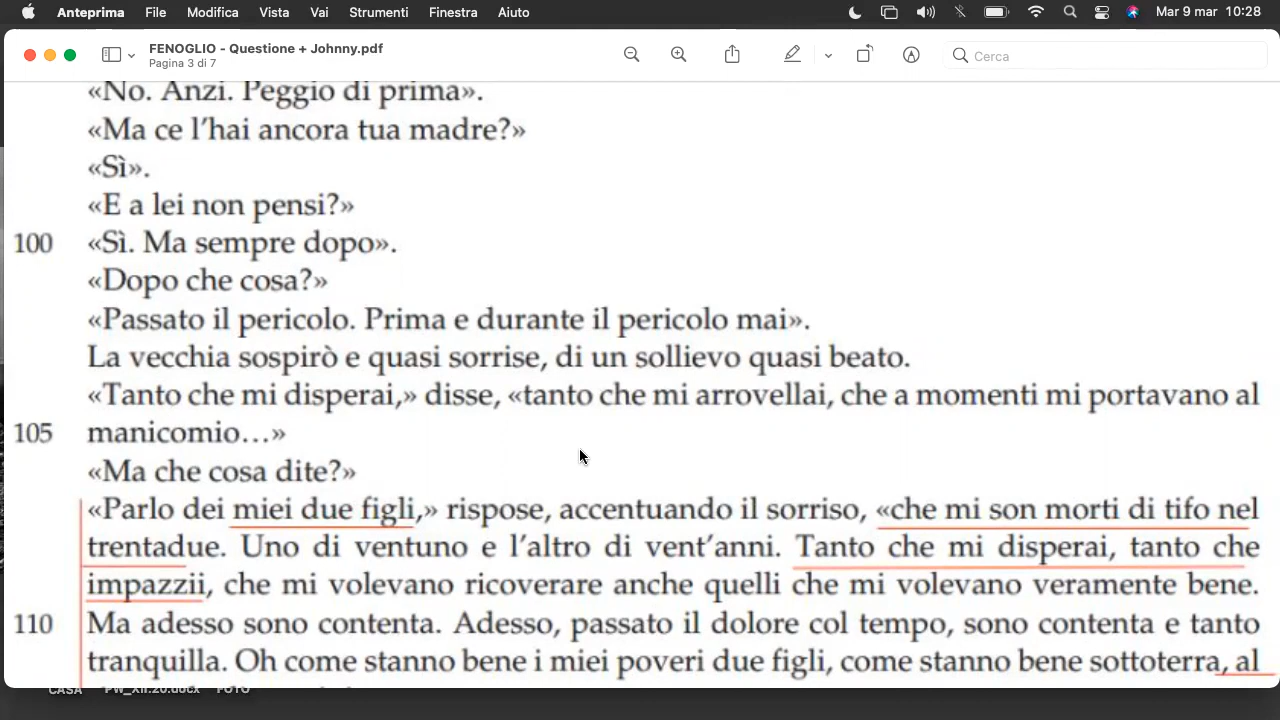 Anteprima File Modifica Vista Vai Strumenti Finestra Aiuto Mar 9 mar 10:28
FENOGLIO - Questione + Johnny.pdf
Pagina 3 di 7
Cerca
«No. Anzi. Peggio di prima».
«Ma ce l'hai ancora tua madre?»
«Sì».
«E a lei non pensi?»
100 «Sì. Ma sempre dopo».
«Dopo che cosa?»
«Passato il pericolo. Prima e durante il pericolo mai».
La vecchia sospirò e quasi sorrise, di un sollievo quasi beato.
«Tanto che mi disperai,» disse, «tanto che mi arrovellai, che a momenti mi portavano al
105 manicomio…»
«Ma che cosa dite?»
«Parlo dei miei due figli,» rispose, accentuando il sorriso, «che mi son morti di tifo nel
trentadue. Uno di ventuno e l'altro di vent'anni. Tanto che mi disperai, tanto che
impazzii, che mi volevano ricoverare anche quelli che mi volevano veramente bene.
110 Ma adesso sono contenta. Adesso, passato il dolore col tempo, sono contenta e tanto
tranquilla. Oh come stanno bene i miei poveri due figli, come stanno bene sottoterra, al
CASA PW_XII.20.docx FOTO